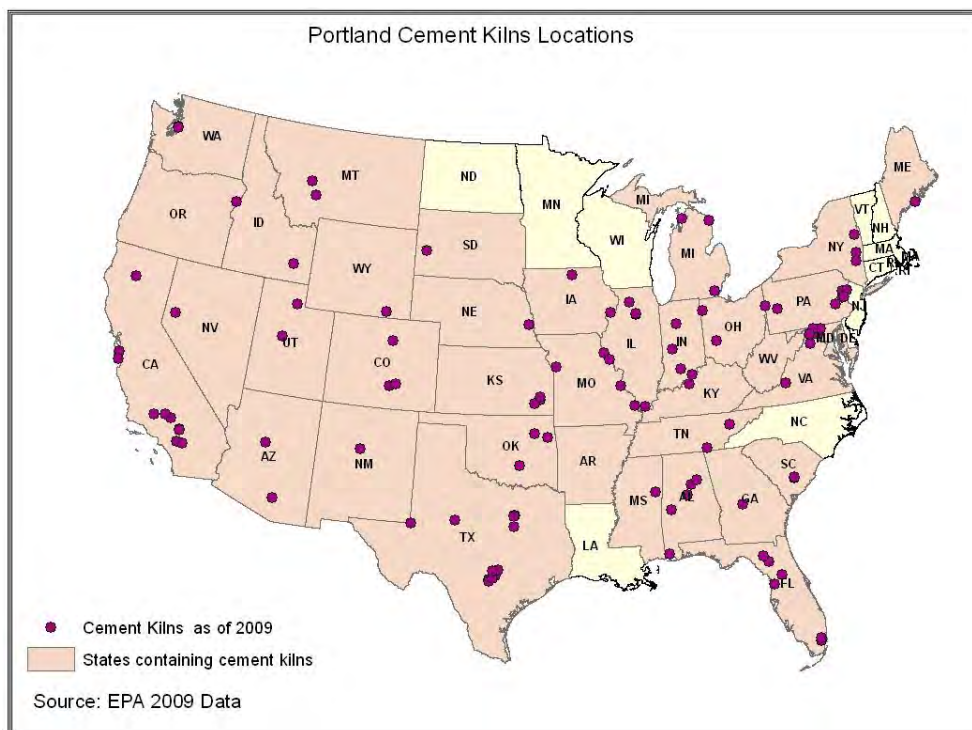 Portland Cement Kilns Locations
WA
MT
ND
MN
ME
OR
ID
SD
WI
MI
VT
NH
NY
MA
WY
MI
CT
RI
IA
NE
PA
NJ
NV
UT
IL
IN
OH
MD
DE
CA
CO
WV
KS
MO
VA
KY
NC
TN
OK
AZ
NM
AR
SC
MS
AL
GA
TX
LA
FL
Cement Kilns as of 2009
States containing cement kilns
Source: EPA 2009 Data